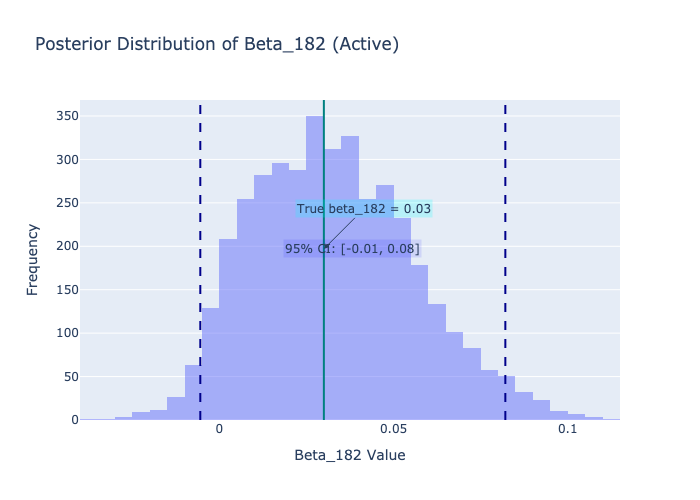 Posterior Distribution of Beta_182 (Active)
350
300
250
200
150
100
50
0
Frequency
True beta_182 = 0.03
95% CI: [-0.01, 0.08]
0
0.05
0.1
Beta_182 Value